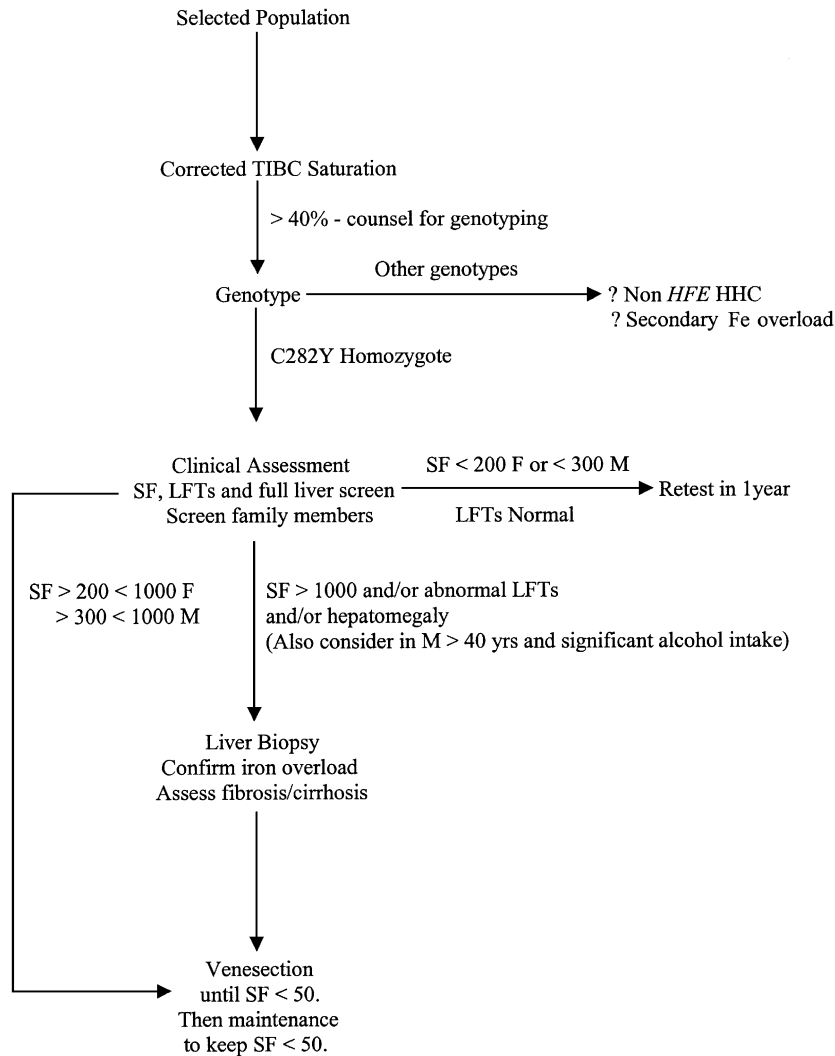 Selected Population
Corrected TIBC Saturation
> 40% - counsel for genotyping
Other genotypes
Genotype
? Non HFE HHC
? Secondary Fe overload
C282Y Homozygote
Clinical Assessment
SF, LFTs and full liver screen
Screen family members
SF < 200 F or < 300 M
LFTs Normal
Retest in 1year
SF > 200 < 1000 F
> 300 < 1000 M
SF > 1000 and/or abnormal LFTs
and/or hepatomegaly
(Also consider in M > 40 yrs and significant alcohol intake)
Liver Biopsy
Confirm iron overload
Assess fibrosis/cirrhosis
Venesection
until SF < 50.
Then maintenance
to keep SF < 50.